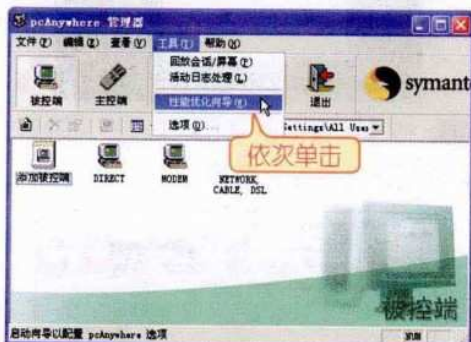 pcAnywhere 管理器
文件(F) 编辑(E) 查看(V) 工具(T) 帮助(H)
回放会话/屏幕(P)
活动日志处理(L)
性能优化向导(W)
选项(O)...
被控端 主控端 退出 symant
Settings\All Use
依次单击
添加被控端 DIRECT MODEM NETWORK,
CABLE, DSL
被控端
启动向导以配置 pcAnywhere 选项